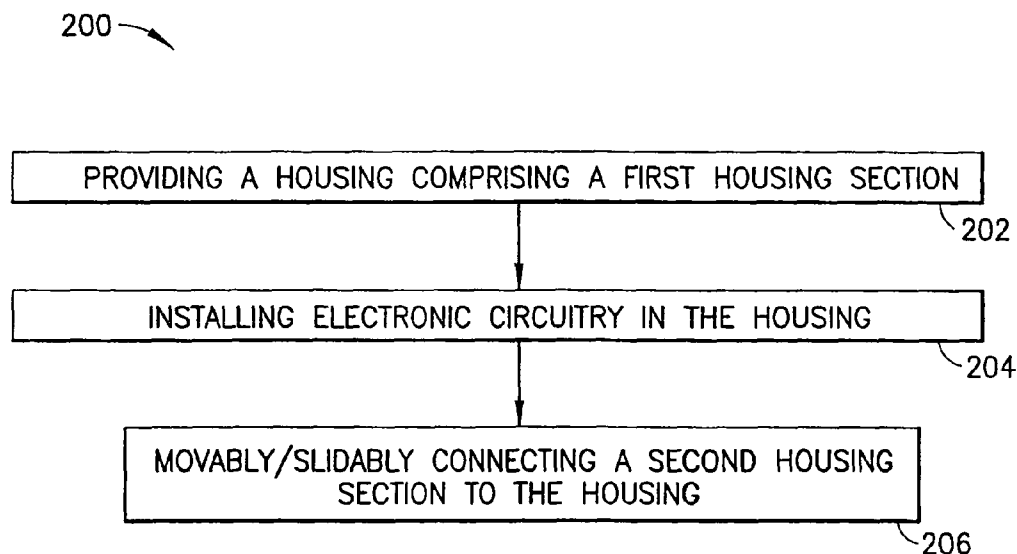 200
PROVIDING A HOUSING COMPRISING A FIRST HOUSING SECTION
202
INSTALLING ELECTRONIC CIRCUITRY IN THE HOUSING
204
MOVABLY/SLIDABLY CONNECTING A SECOND HOUSING
SECTION TO THE HOUSING
206